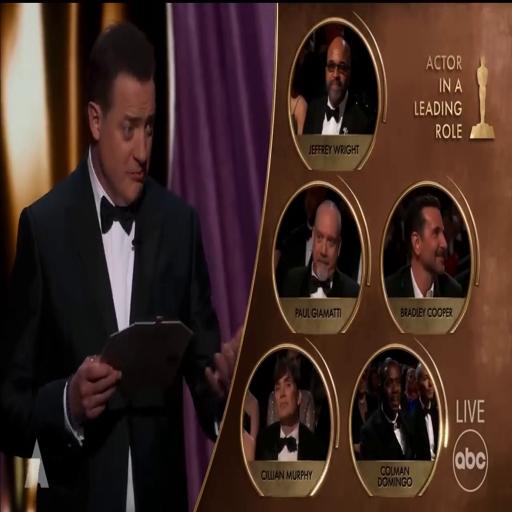 ACTOR
IN A
LEADING
ROLE
JEFFREY WRIGHT
PAUL GIAMATTI
BRADLEY COOPER
CILLIAN MURPHY
COLMAN
DOMINGO
LIVE
abc